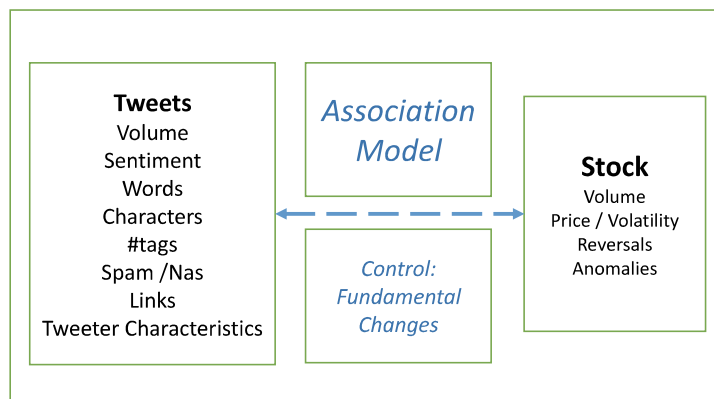 Tweets
Volume
Sentiment
Words
Characters
#tags
Spam /Nas
Links
Tweeter Characteristics
Association
Model
Control:
Fundamental
Changes
Stock
Volume
Price / Volatility
Reversals
Anomalies